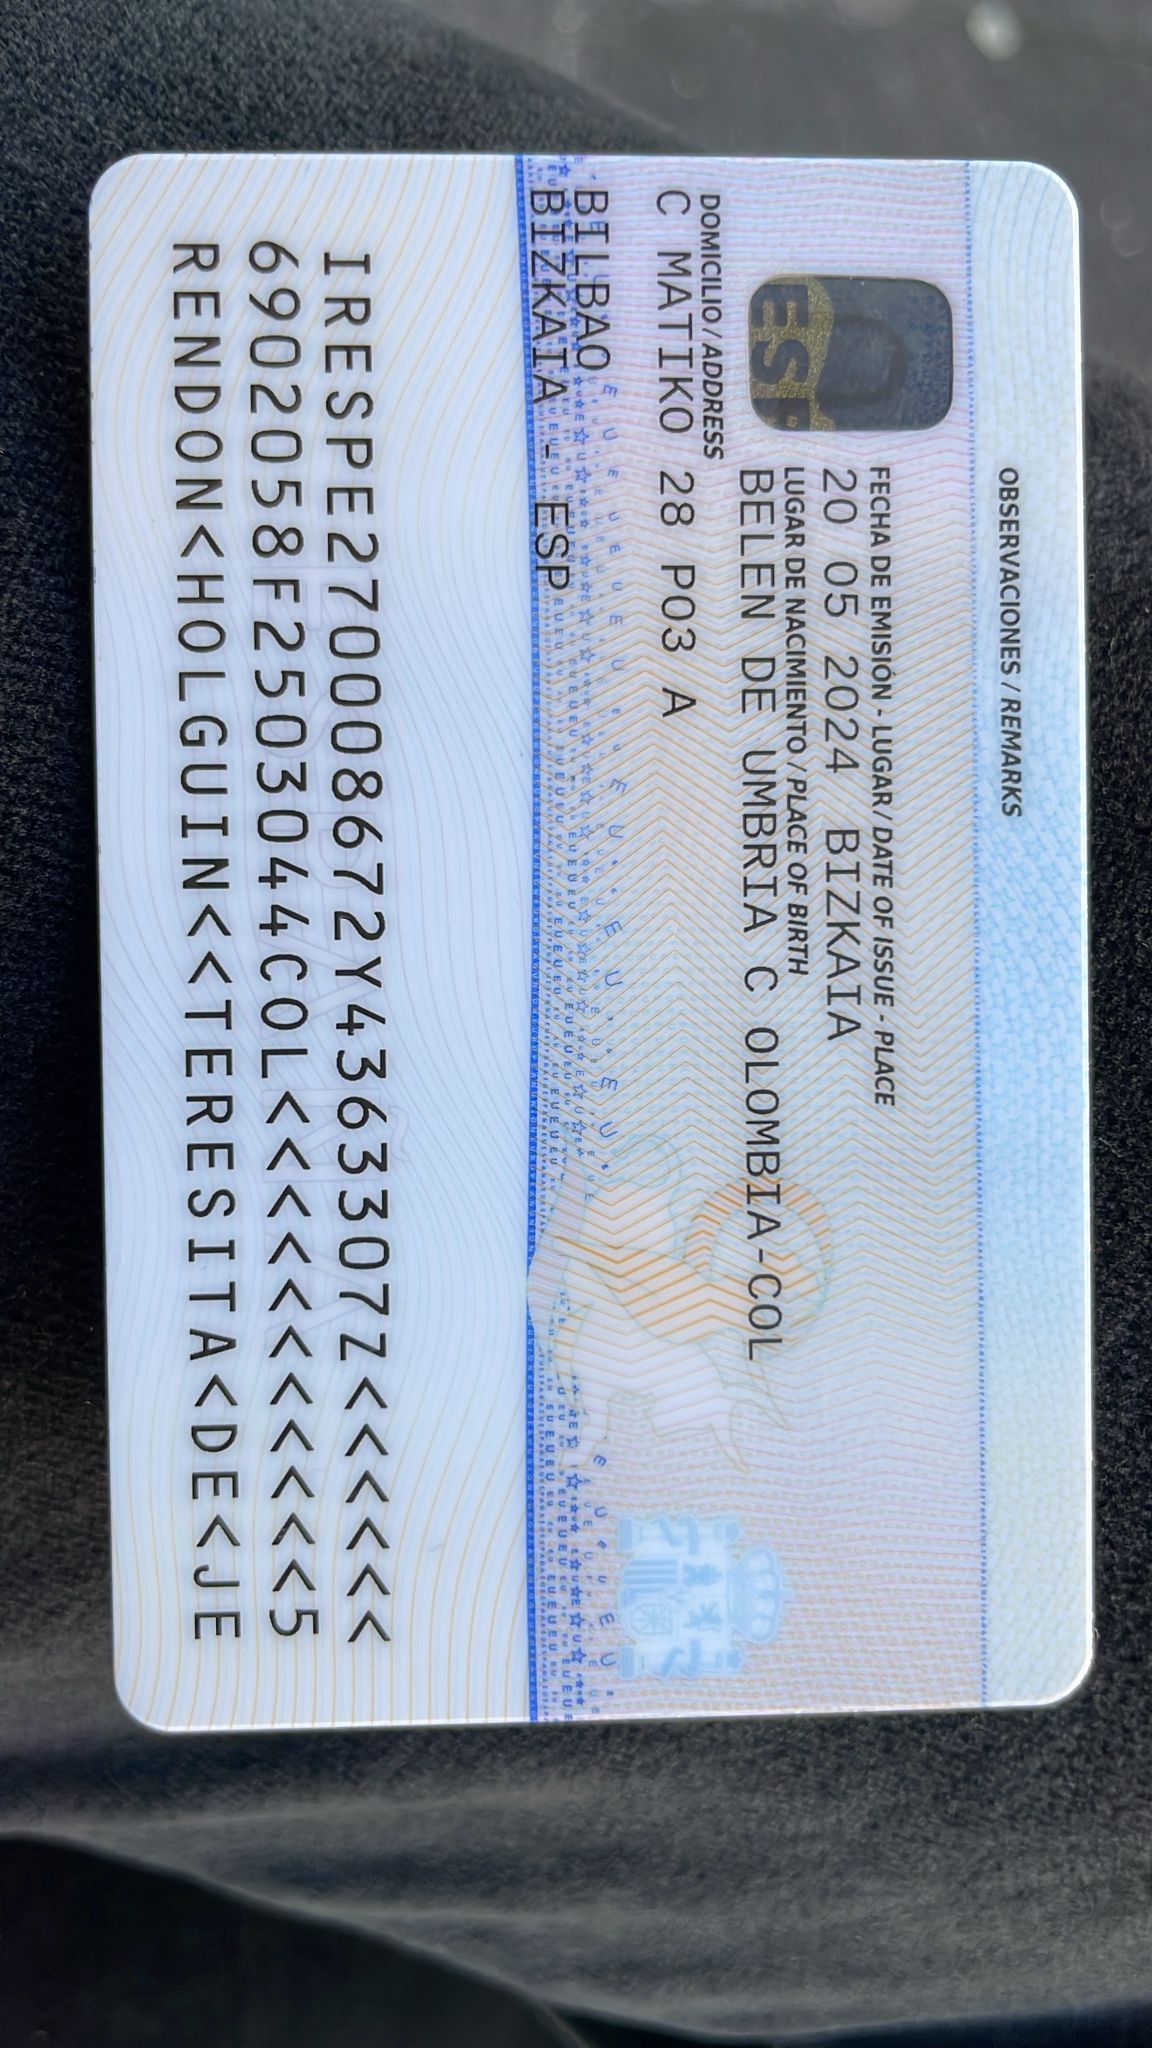 OBSERVACIONES / REMARKS
FECHA DE EMISIÓN - LUGAR / DATE OF ISSUE - PLACE
20 05 2024 BIZKAIA
LUGAR DE NACIMIENTO / PLACE OF BIRTH
BELEN DE UMBRIA C OLOMBIA-COL
ESP
DOMICILIO / ADDRESS
C MATIKO 28 P03 A
BILBAO
BIZKAIA - ESP
IRESPE270008672Y4363307Z<<<<<<
6902058F2503044COL<<<<<<<<<<<5
RENDON<HOLGUIN<<TERESITA<DE<JE